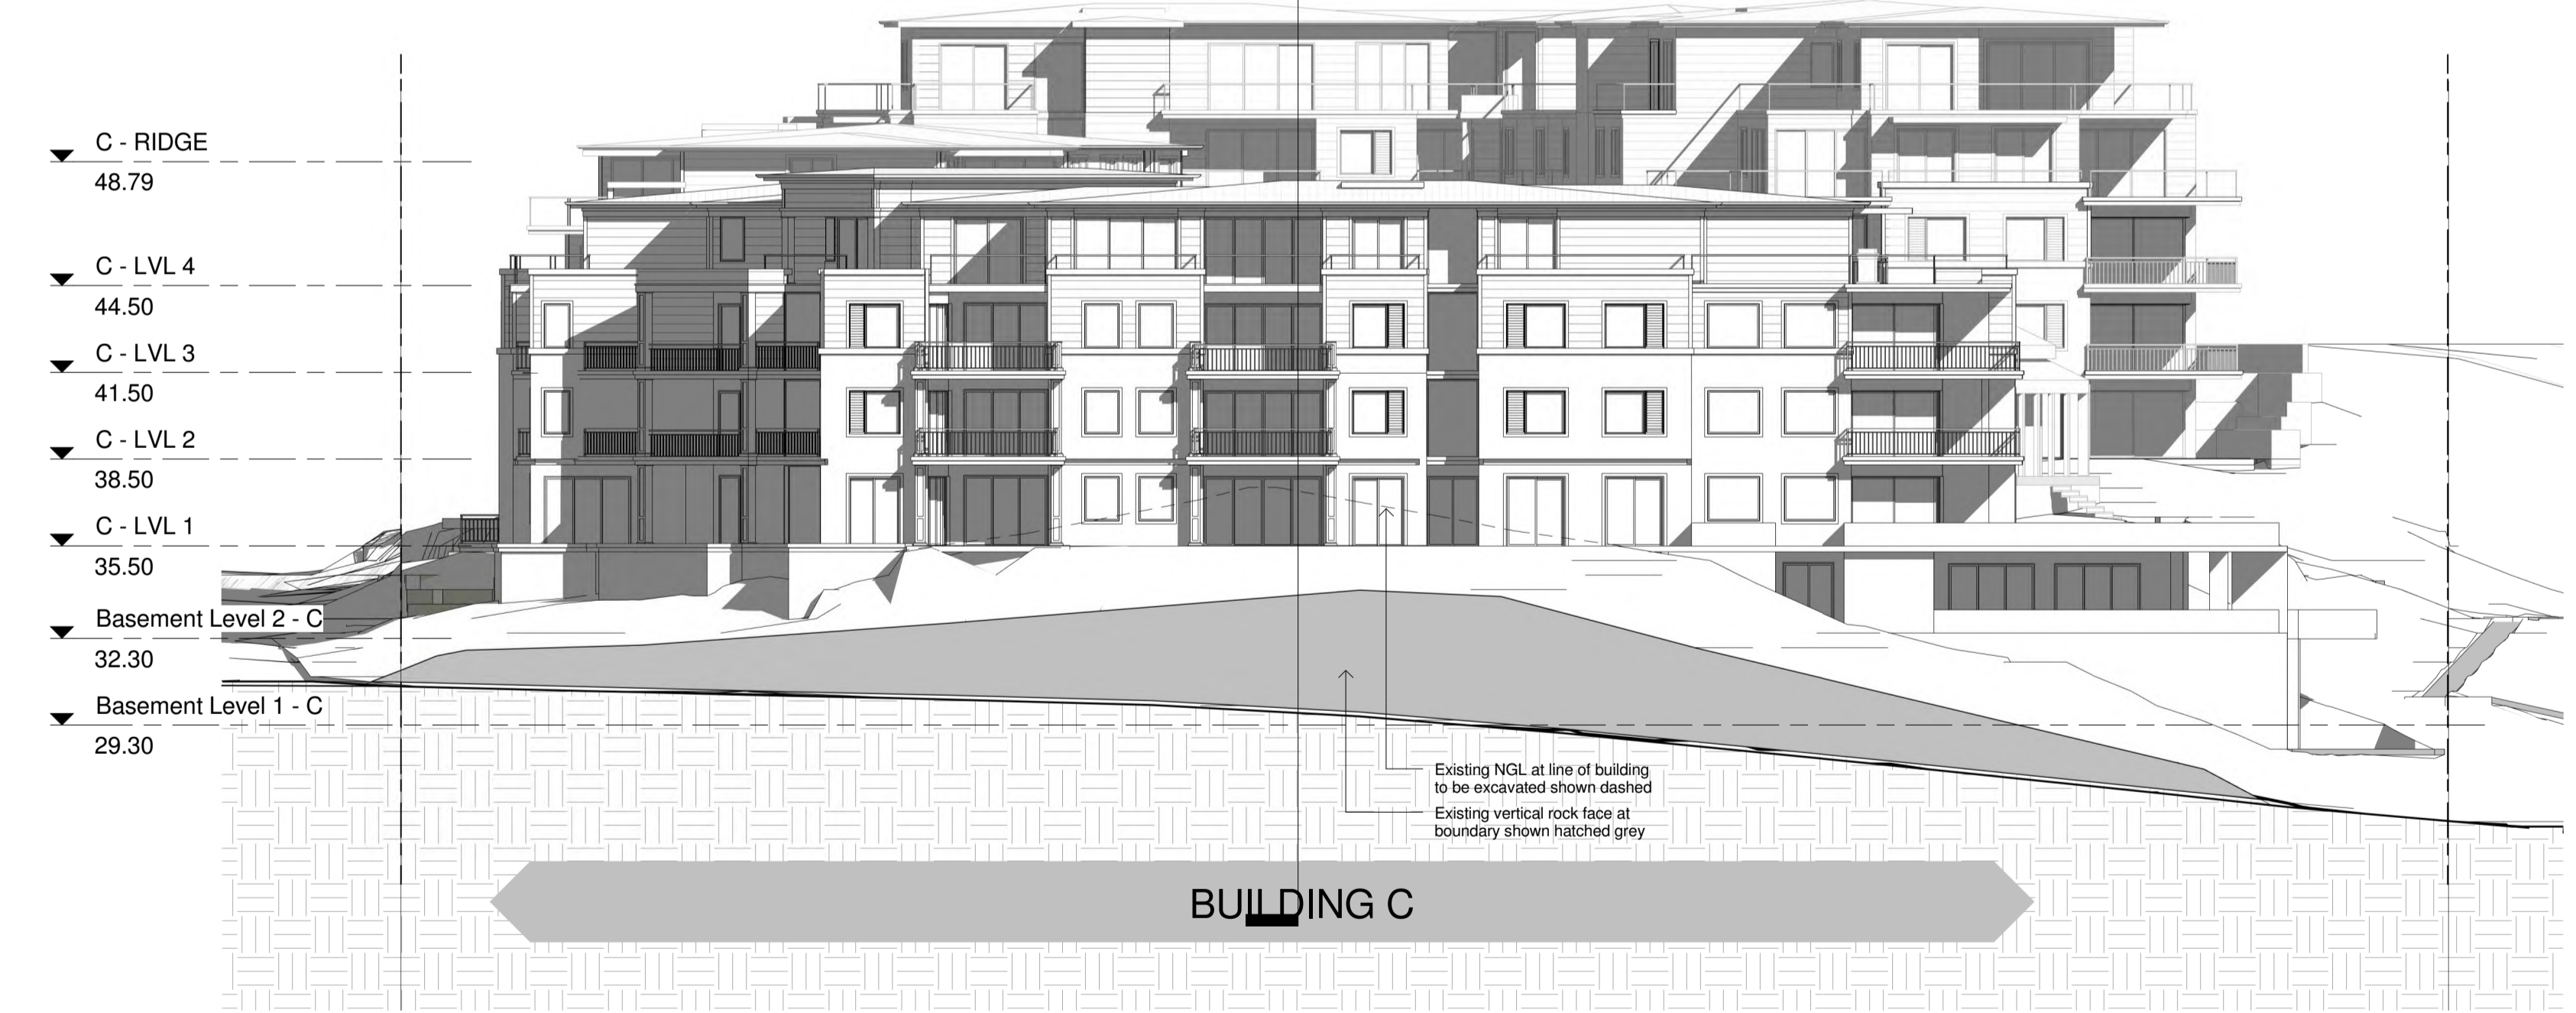 C - RIDGE
48.79
C - LVL 4
44.50
C - LVL 3
41.50
C - LVL 2
38.50
C - LVL 1
35.50
Basement Level 2 - C
32.30
Basement Level 1 - C
29.30
Existing NGL at line of building
to be excavated shown dashed
Existing vertical rock face at
boundary shown hatched grey
BUILDING C